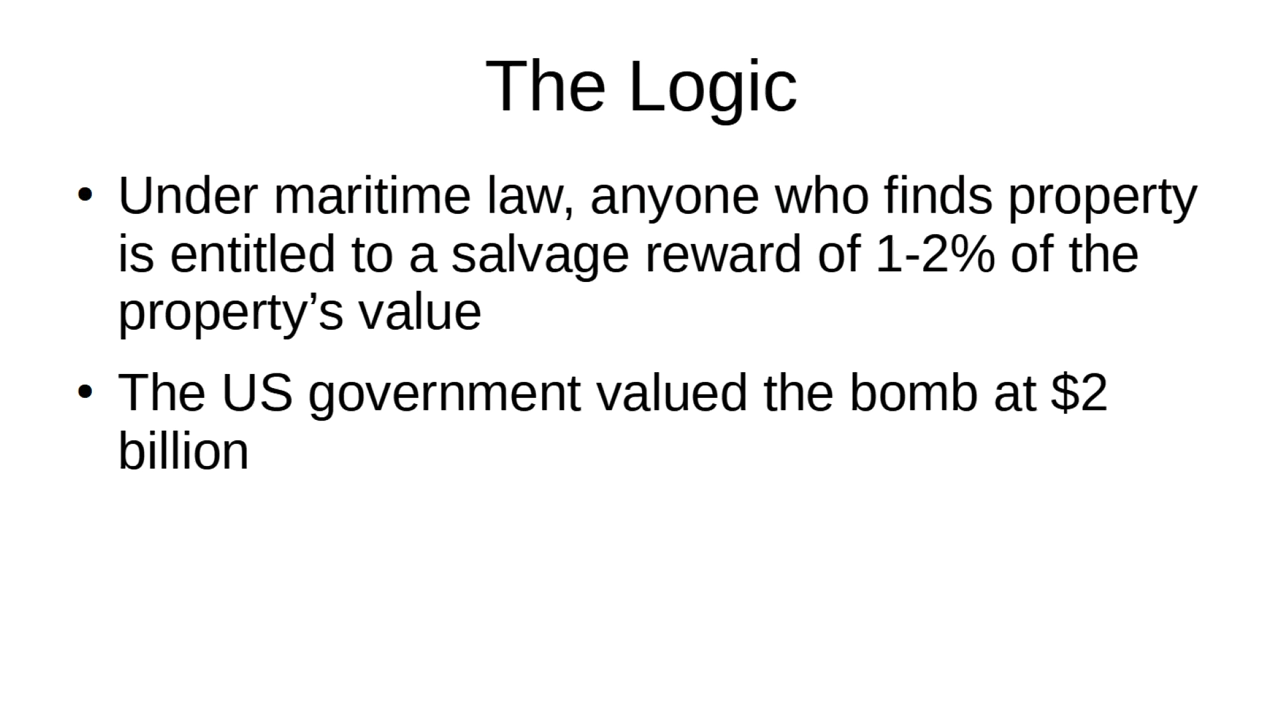 The Logic
• Under maritime law, anyone who finds property
is entitled to a salvage reward of 1-2% of the
property’s value
• The US government valued the bomb at $2
billion